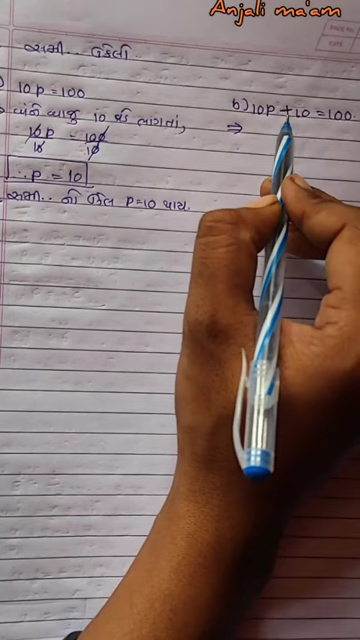 Anjali ma'am
સમી.. ઉકેલો
10p = 100
બંને બાજુ 10 વડે ભાગતાં,
10p/10 = 100/10
∴ p = 10
સમી.. નો ઉકેલ p=10 થાય.
b) 10p + 10 = 100.
⇒